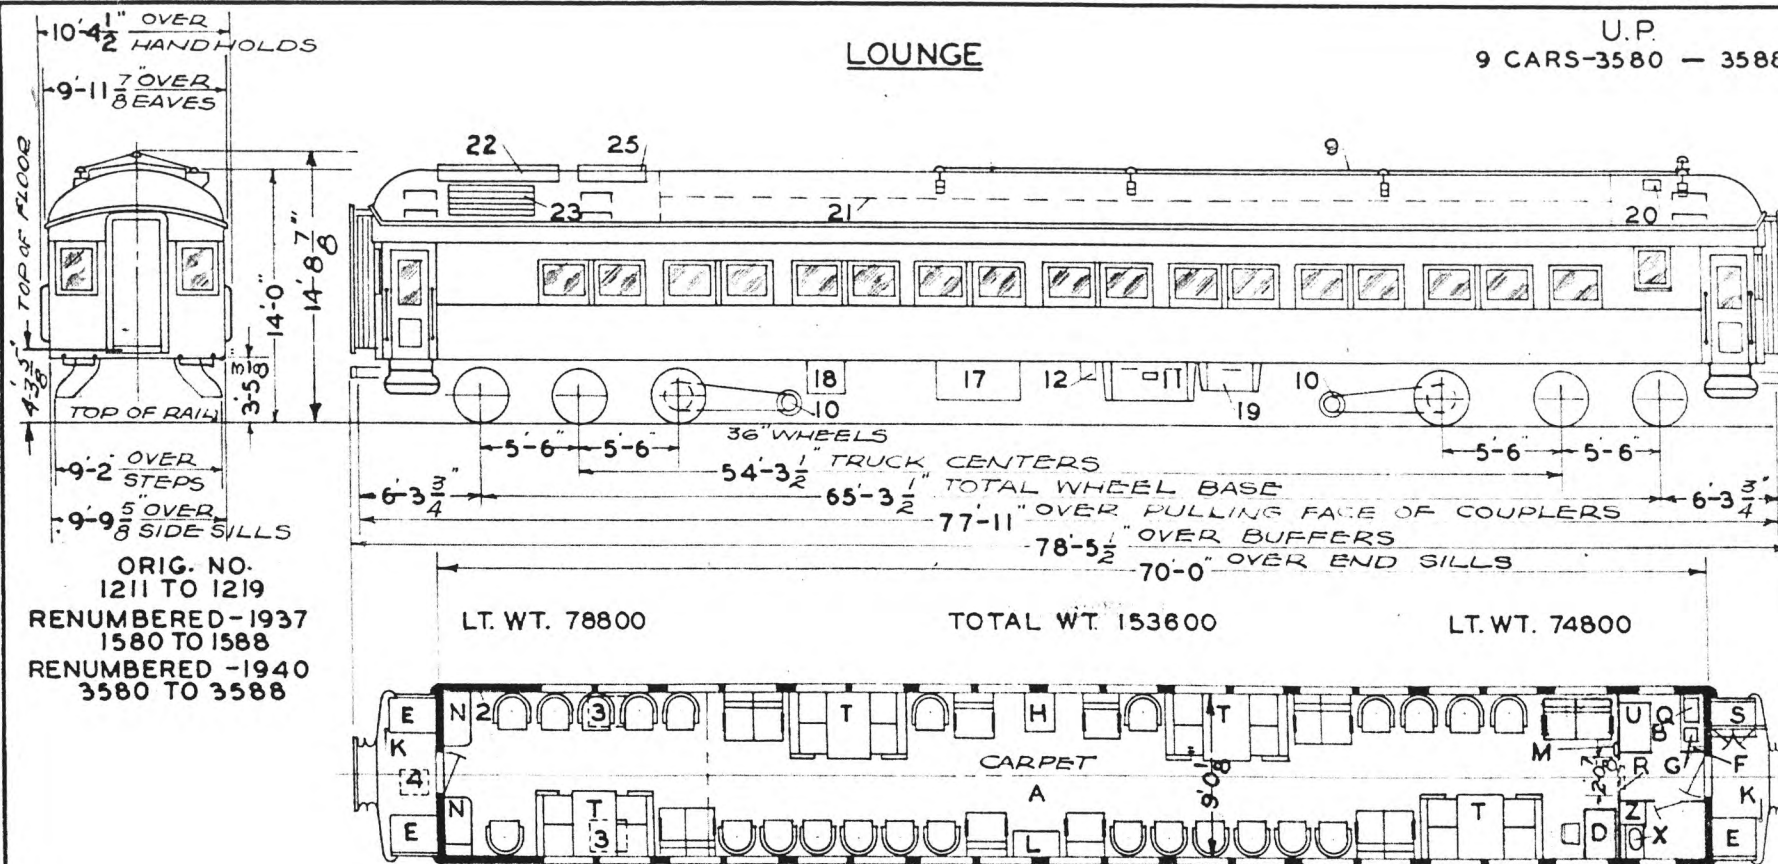 LOUNGE
U.P.
9 CARS-3580 — 3588
10'-4 1/2" OVER
HANDHOLDS
9'-11 7/8" OVER
EAVES
TOP OF FLOOR
4'-3 5/8"
14'-0"
14'-8 7/8"
3'-5 3/8"
TOP OF RAIL
9'-2" OVER
STEPS
9'-9 5/8" OVER
SIDE SILLS
22
25
9
23
21
20
18
17
12
11
19
10
10
36" WHEELS
5'-6" 5'-6"
5'-6" 5'-6"
54'-3 1/2" TRUCK CENTERS
6'-3 3/4"
65'-3 1/2" TOTAL WHEEL BASE
6'-3 3/4"
77'-11" OVER PULLING FACE OF COUPLERS
78'-5 1/2" OVER BUFFERS
70'-0" OVER END SILLS
ORIG. NO.
1211 TO 1219
RENUMBERED-1937
1580 TO 1588
RENUMBERED -1940
3580 TO 3588
LT. WT. 78800
TOTAL WT. 153600
LT. WT. 74800
E N 2 3 T H T U Q B S
K M R G F
4 CARPET K
A
9'-0 1/8"
N T Z
E 3 L T D X E